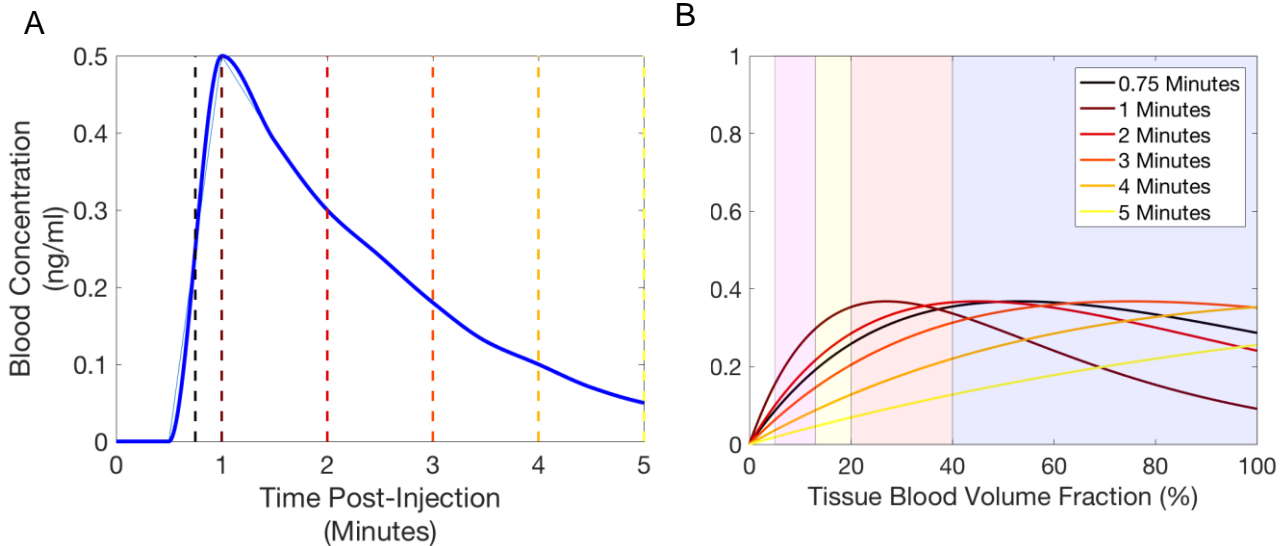 A
B
0.5
0.4
0.3
0.2
0.1
0
Blood Concentration
(ng/ml)
0
1
2
3
4
5
Time Post-Injection
(Minutes)
1
0.8
0.6
0.4
0.2
0
0.75 Minutes
1 Minutes
2 Minutes
3 Minutes
4 Minutes
5 Minutes
0
20
40
60
80
100
Tissue Blood Volume Fraction (%)